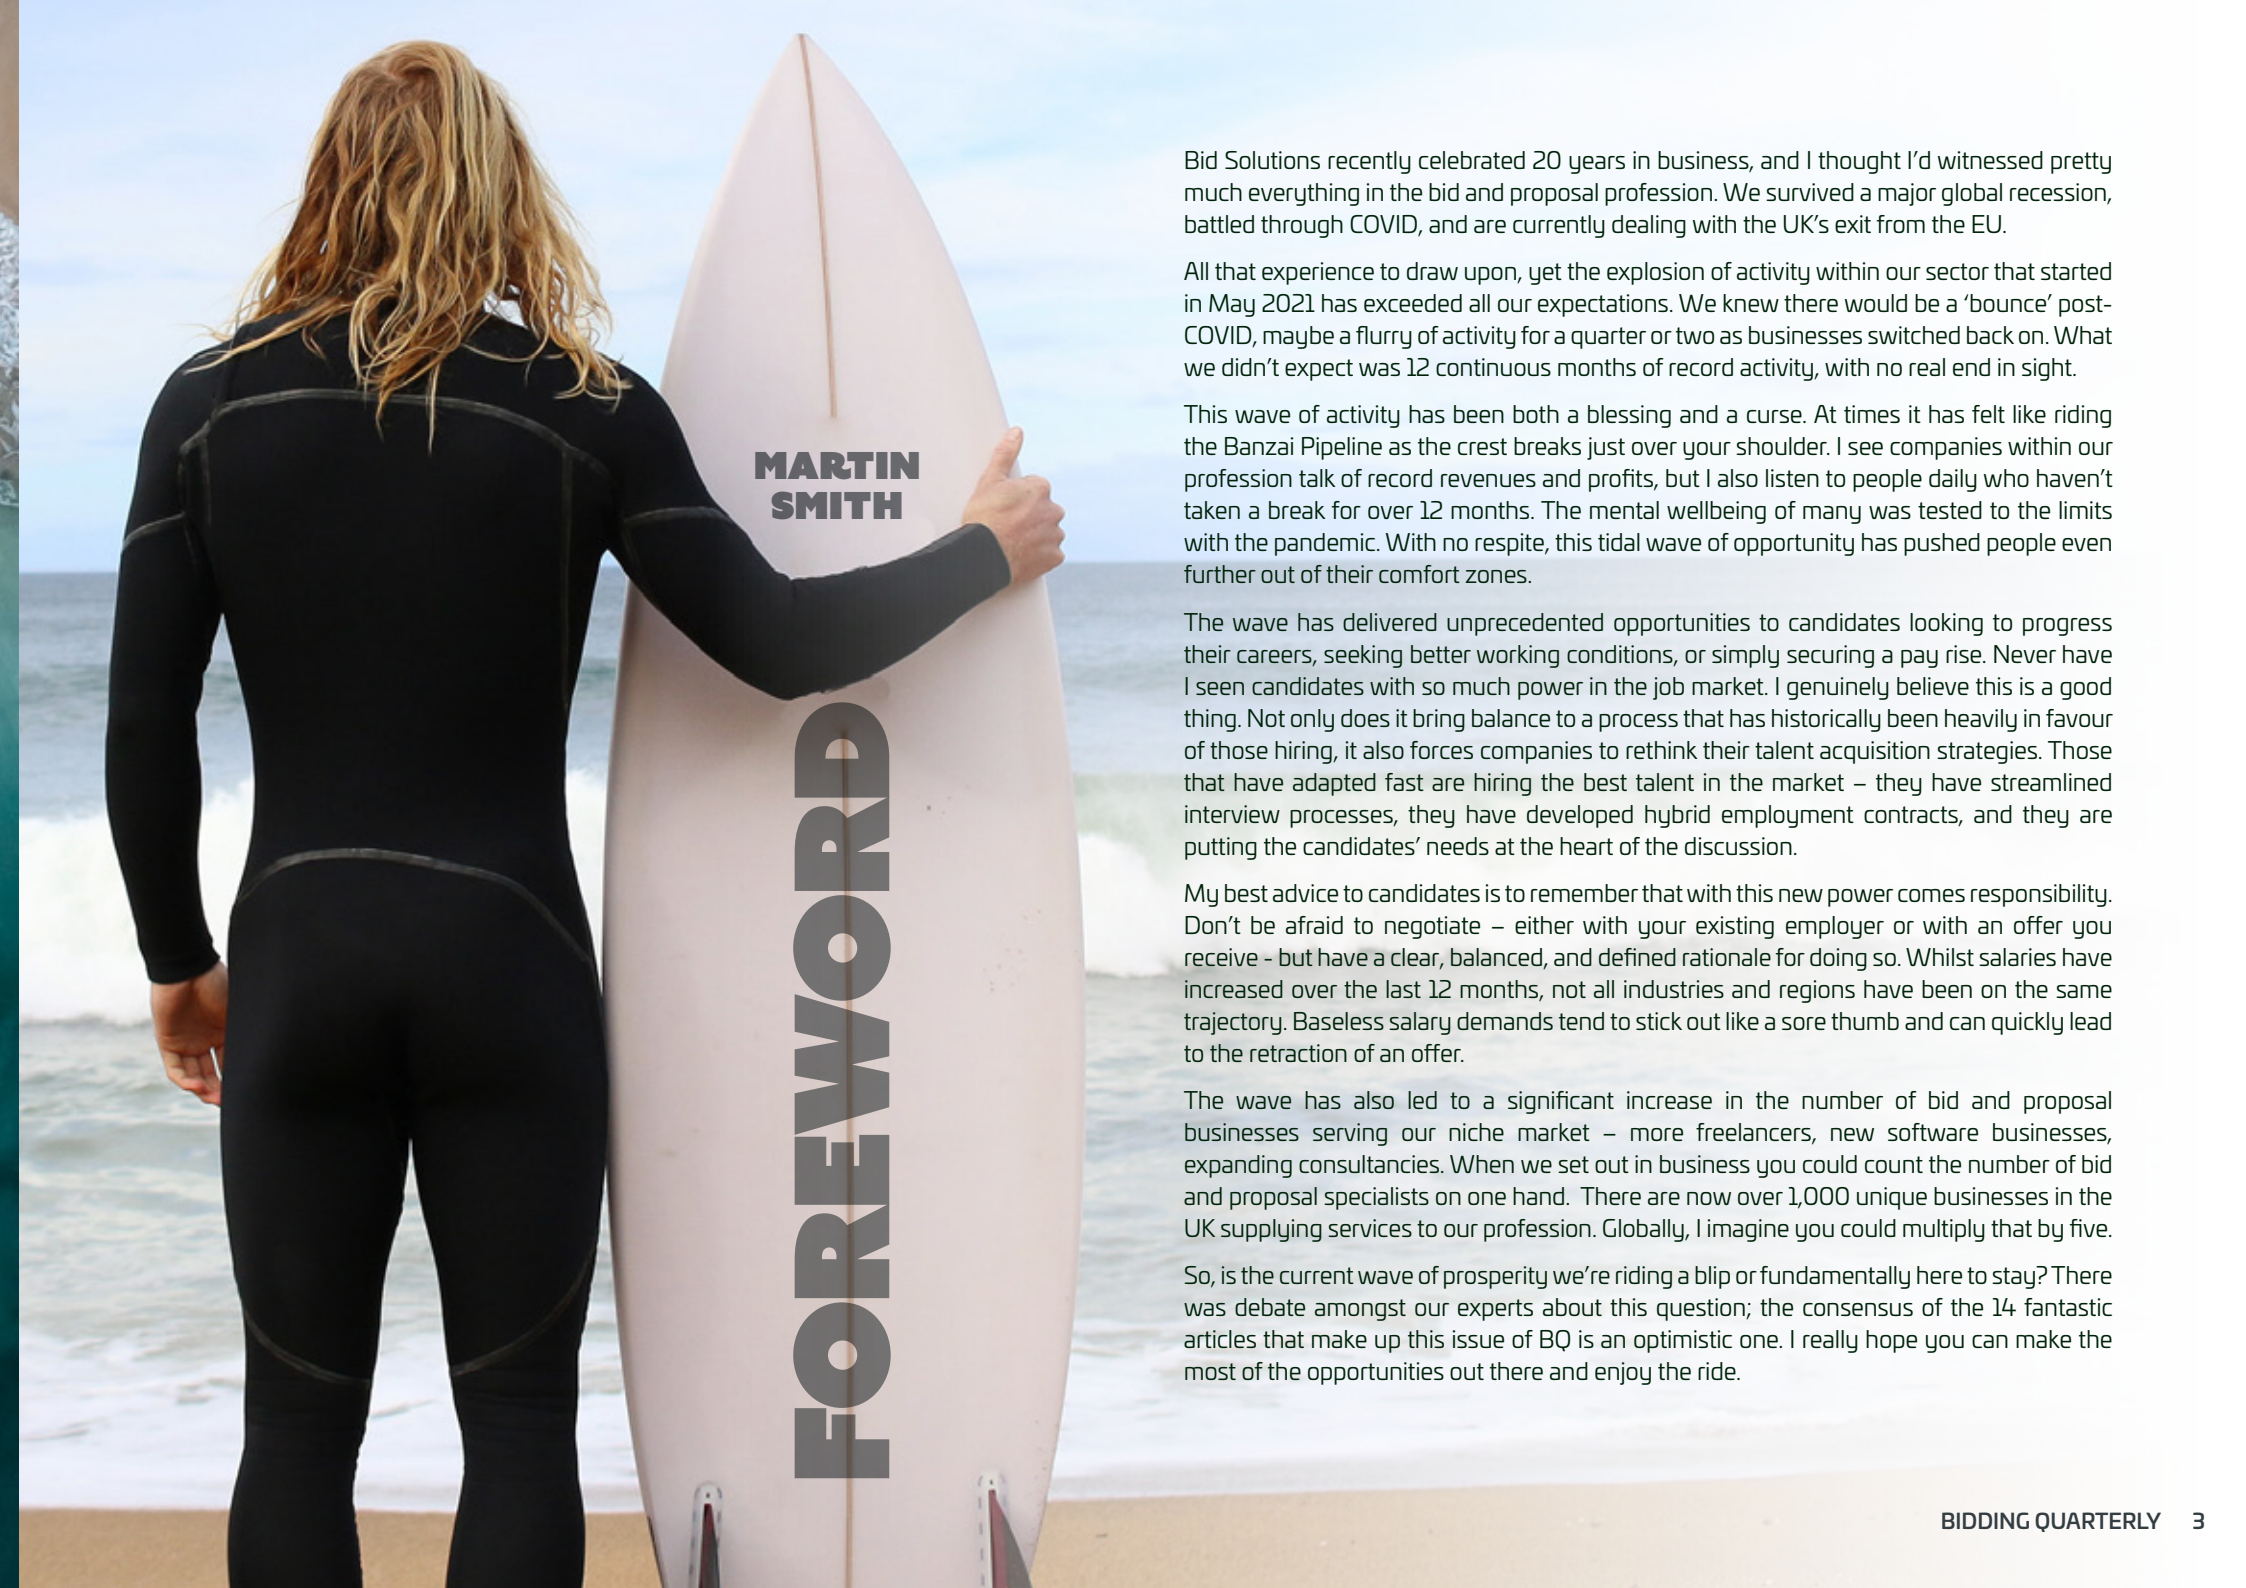 MARTIN
SMITH
FOREWORD
Bid Solutions recently celebrated 20 years in business, and I thought I’d witnessed pretty
much everything in the bid and proposal profession. We survived a major global recession,
battled through COVID, and are currently dealing with the UK’s exit from the EU.
All that experience to draw upon, yet the explosion of activity within our sector that started
in May 2021 has exceeded all our expectations. We knew there would be a ‘bounce’ post-
COVID, maybe a flurry of activity for a quarter or two as businesses switched back on. What
we didn’t expect was 12 continuous months of record activity, with no real end in sight.
This wave of activity has been both a blessing and a curse. At times it has felt like riding
the Banzai Pipeline as the crest breaks just over your shoulder. I see companies within our
profession talk of record revenues and profits, but I also listen to people daily who haven’t
taken a break for over 12 months. The mental wellbeing of many was tested to the limits
with the pandemic. With no respite, this tidal wave of opportunity has pushed people even
further out of their comfort zones.
The wave has delivered unprecedented opportunities to candidates looking to progress
their careers, seeking better working conditions, or simply securing a pay rise. Never have
I seen candidates with so much power in the job market. I genuinely believe this is a good
thing. Not only does it bring balance to a process that has historically been heavily in favour
of those hiring, it also forces companies to rethink their talent acquisition strategies. Those
that have adapted fast are hiring the best talent in the market – they have streamlined
interview processes, they have developed hybrid employment contracts, and they are
putting the candidates’ needs at the heart of the discussion.
My best advice to candidates is to remember that with this new power comes responsibility.
Don’t be afraid to negotiate – either with your existing employer or with an offer you
receive - but have a clear, balanced, and defined rationale for doing so. Whilst salaries have
increased over the last 12 months, not all industries and regions have been on the same
trajectory. Baseless salary demands tend to stick out like a sore thumb and can quickly lead
to the retraction of an offer.
The wave has also led to a significant increase in the number of bid and proposal
businesses serving our niche market – more freelancers, new software businesses,
expanding consultancies. When we set out in business you could count the number of bid
and proposal specialists on one hand.  There are now over 1,000 unique businesses in the
UK supplying services to our profession. Globally, I imagine you could multiply that by five.
So, is the current wave of prosperity we’re riding a blip or fundamentally here to stay? There
was debate amongst our experts about this question; the consensus of the 14 fantastic
articles that make up this issue of BQ is an optimistic one. I really hope you can make the
most of the opportunities out there and enjoy the ride.
BIDDING QUARTERLY 3